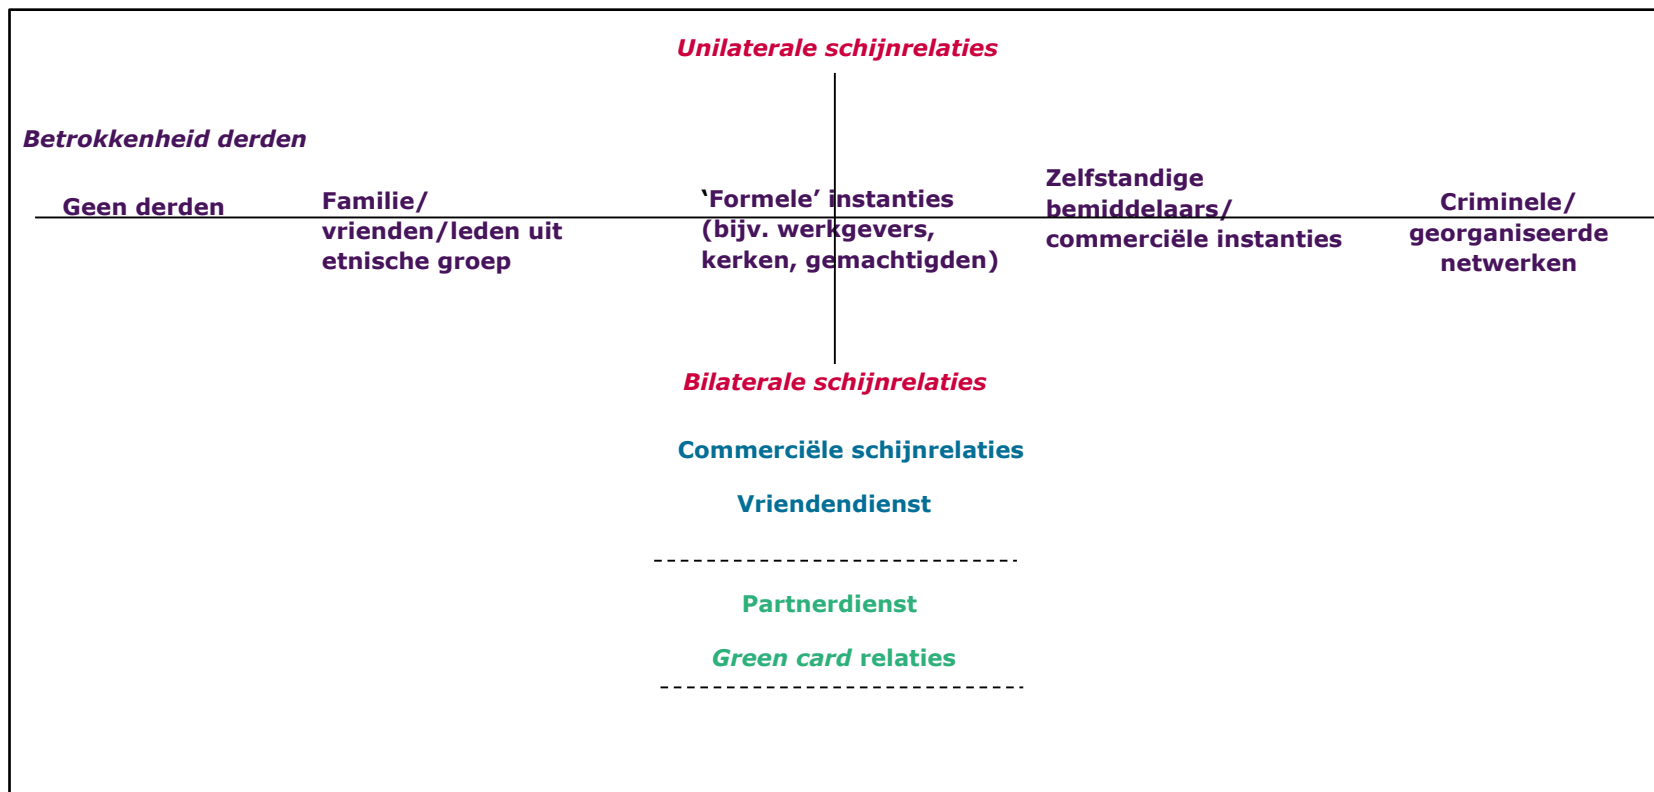 Unilaterale schijnrelaties
Betrokkenheid derden
Geen derden
Familie/
vrienden/leden uit
etnische groep
‘Formele’ instanties
(bijv. werkgevers,
kerken, gemachtigden)
Zelfstandige
bemiddelaars/
commerciële instanties
Criminele/
georganiseerde
netwerken
Bilaterale schijnrelaties
Commerciële schijnrelaties
Vriendendienst
Partnerdienst
Green card relaties